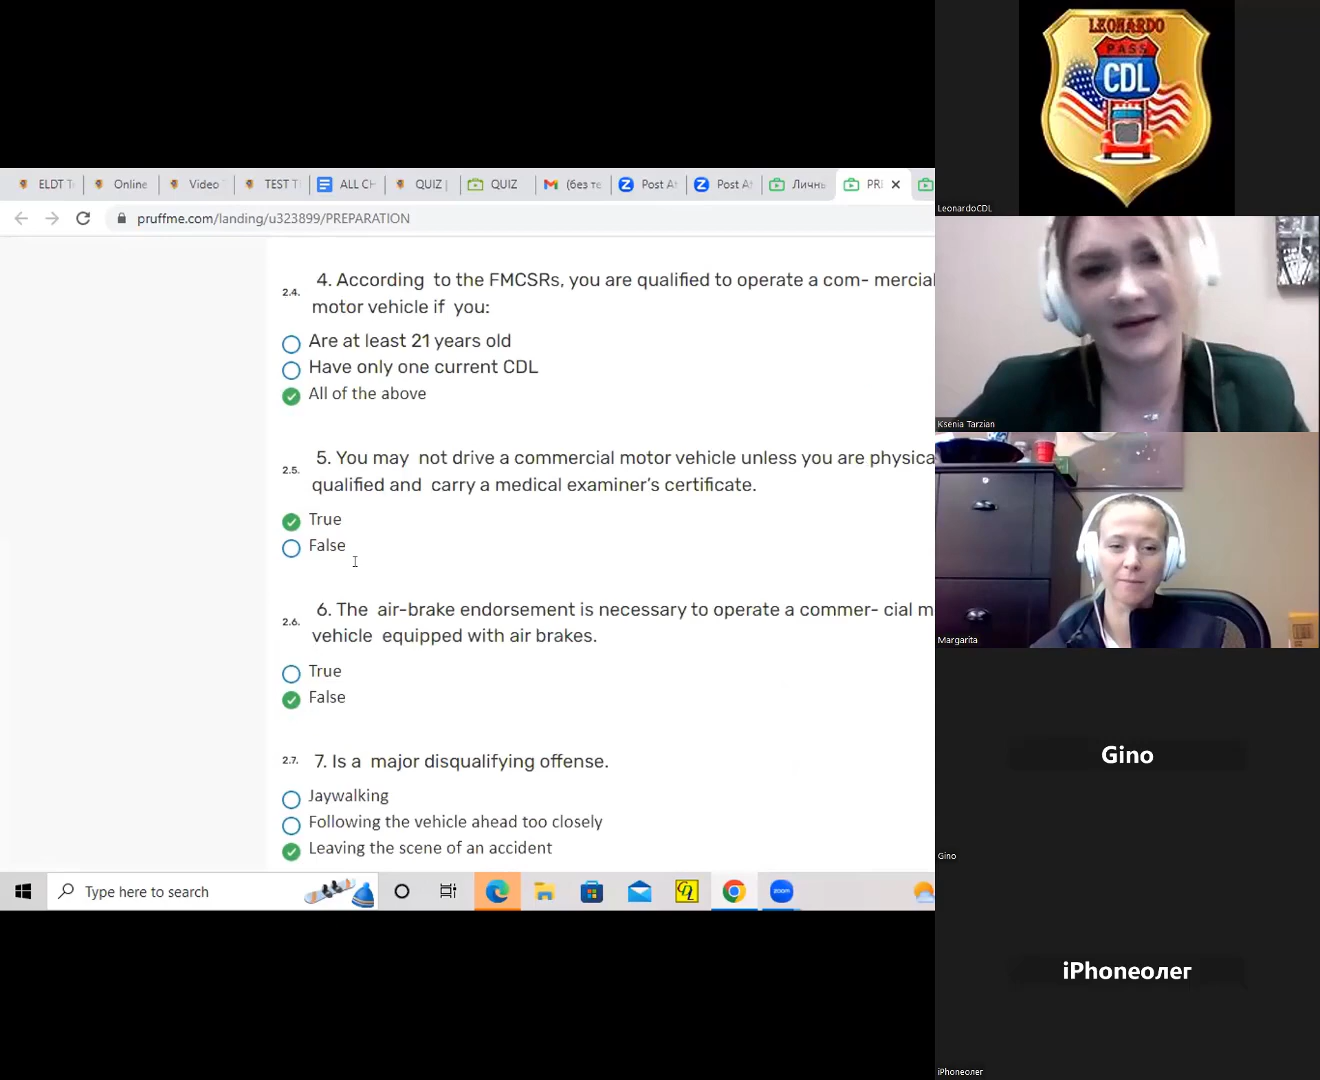 ELDT T
Online
Video
TEST T
ALL CH
QUIZ |
QUIZ
(без те
Post A
Post A
Личнь
PR
pruffme.com/landing/u323899/PREPARATION
2.4. 4. According to the FMCSRs, you are qualified to operate a com- mercial
motor vehicle if you:
Are at least 21 years old
Have only one current CDL
All of the above
2.5. 5. You may not drive a commercial motor vehicle unless you are physica
qualified and carry a medical examiner's certificate.
True
False
2.6. 6. The air-brake endorsement is necessary to operate a commer- cial m
vehicle equipped with air brakes.
True
False
2.7. 7. Is a major disqualifying offense.
Jaywalking
Following the vehicle ahead too closely
Leaving the scene of an accident
Type here to search
CDL
zoom
LEONARDO
PASS
CDL
LeonardoCDL
Ksenia Tarzian
Margarita
Gino
Gino
iPhoneолег
iPhoneолег